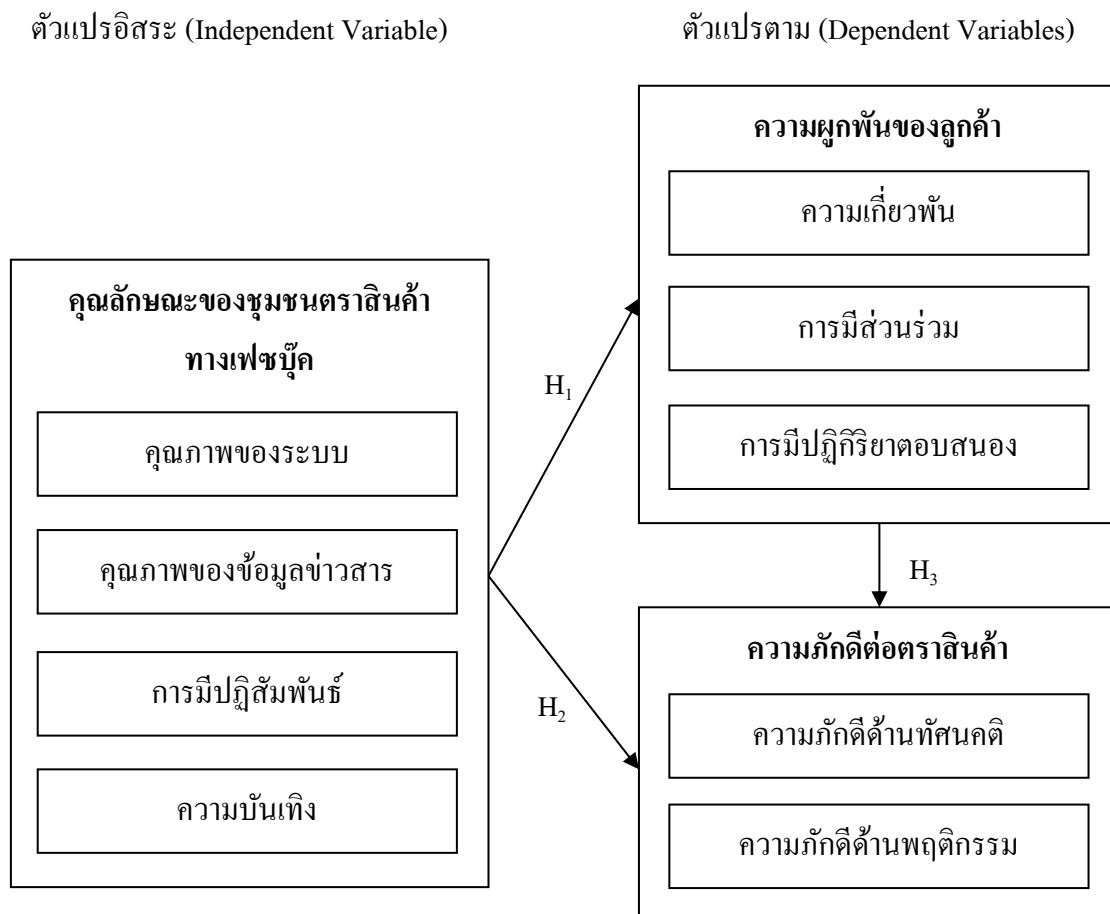 ตัวแปรอิสระ (Independent Variable)
ตัวแปรตาม (Dependent Variables)
คุณลักษณะของชุมชนตราสินค้า
ทางเฟซบุ๊ค
คุณภาพของระบบ
คุณภาพของข้อมูลข่าวสาร
การมีปฏิสัมพันธ์
ความบันเทิง
H₁
H₂
ความผูกพันของลูกค้า
ความเกี่ยวพัน
การมีส่วนร่วม
การมีปฏิกิริยาตอบสนอง
H₃
ความภักดีต่อตราสินค้า
ความภักดีด้านทัศนคติ
ความภักดีด้านพฤติกรรม